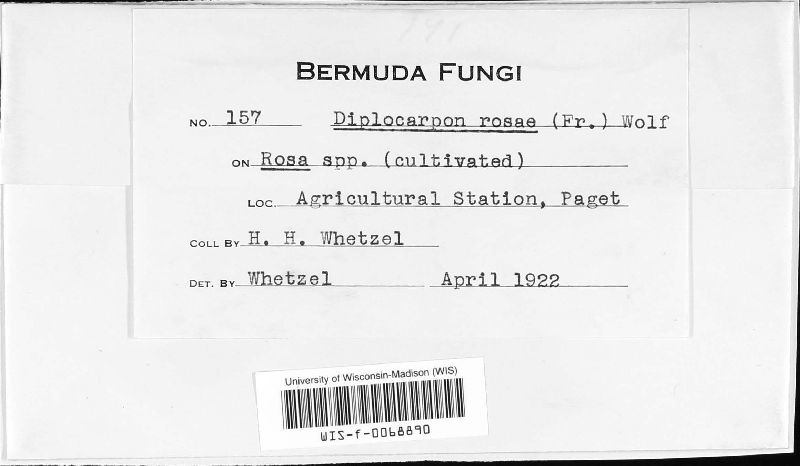 BERMUDA FUNGI
NO. 157 Diplocarpon rosae (Fr.) Wolf
ON Rosa spp. (cultivated)
LOC. Agricultural Station, Paget
COLL BY H. H. Whetzel
DET. BY Whetzel April 1922
University of Wisconsin-Madison (WIS)
WIS-f-0068890